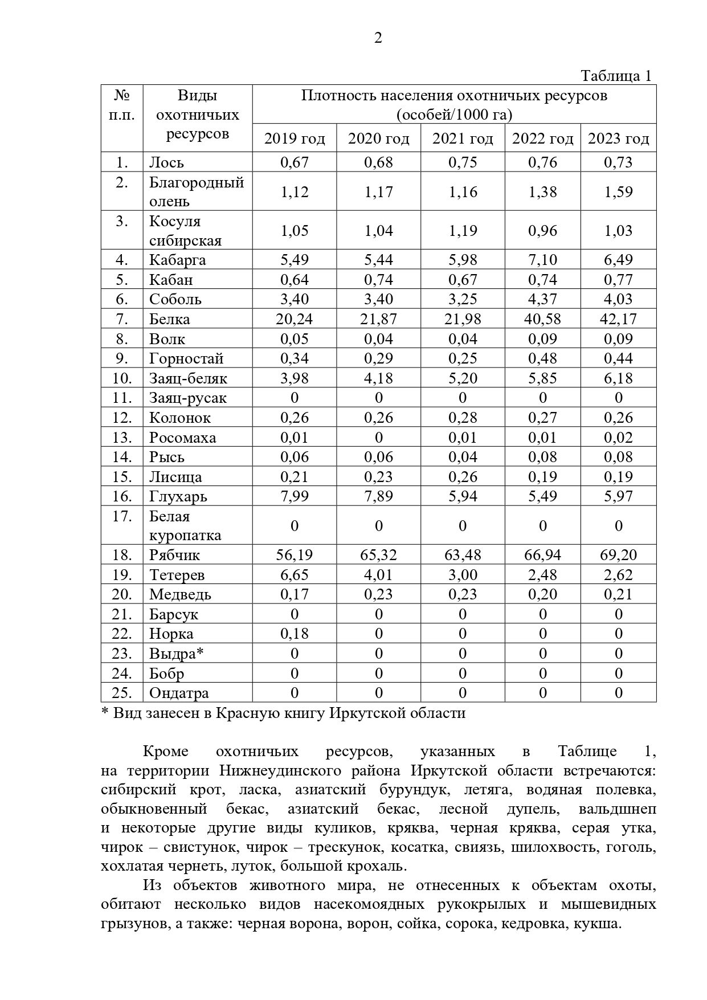 2
Таблица 1
№ п.п. Виды охотничьих ресурсов Плотность населения охотничьих ресурсов (особей/1000 га)
2019 год 2020 год 2021 год 2022 год 2023 год
1. Лось 0,67 0,68 0,75 0,76 0,73
2. Благородный олень 1,12 1,17 1,16 1,38 1,59
3. Косуля сибирская 1,05 1,04 1,19 0,96 1,03
4. Кабарга 5,49 5,44 5,98 7,10 6,49
5. Кабан 0,64 0,74 0,67 0,74 0,77
6. Соболь 3,40 3,40 3,25 4,37 4,03
7. Белка 20,24 21,87 21,98 40,58 42,17
8. Волк 0,05 0,04 0,04 0,09 0,09
9. Горностай 0,34 0,29 0,25 0,48 0,44
10. Заяц-беляк 3,98 4,18 5,20 5,85 6,18
11. Заяц-русак 0 0 0 0 0
12. Колонок 0,26 0,26 0,28 0,27 0,26
13. Росомаха 0,01 0 0,01 0,01 0,02
14. Рысь 0,06 0,06 0,04 0,08 0,08
15. Лисица 0,21 0,23 0,26 0,19 0,19
16. Глухарь 7,99 7,89 5,94 5,49 5,97
17. Белая куропатка 0 0 0 0 0
18. Рябчик 56,19 65,32 63,48 66,94 69,20
19. Тетерев 6,65 4,01 3,00 2,48 2,62
20. Медведь 0,17 0,23 0,23 0,20 0,21
21. Барсук 0 0 0 0 0
22. Норка 0,18 0 0 0 0
23. Выдра* 0 0 0 0 0
24. Бобр 0 0 0 0 0
25. Ондатра 0 0 0 0 0
* Вид занесен в Красную книгу Иркутской области
Кроме охотничьих ресурсов, указанных в Таблице 1,
на территории Нижнеудинского района Иркутской области встречаются:
сибирский крот, ласка, азиатский бурундук, летяга, водяная полевка,
обыкновенный бекас, азиатский бекас, лесной дупель, вальдшнеп
и некоторые другие виды куликов, кряква, черная кряква, серая утка,
чирок – свистунок, чирок – трескунок, косатка, свиязь, шилохвость, гоголь,
хохлатая чернеть, луток, большой крохаль.
Из объектов животного мира, не отнесенных к объектам охоты,
обитают несколько видов насекомоядных рукокрылых и мышевидных
грызунов, а также: черная ворона, ворон, сойка, сорока, кедровка, кукша.